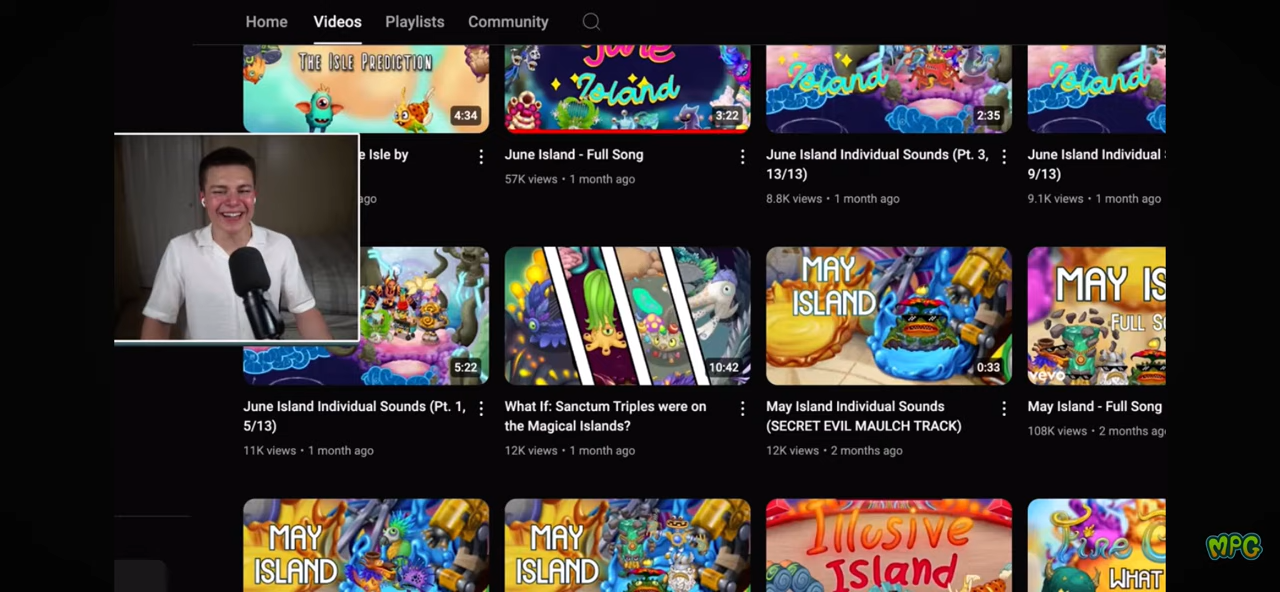 Home Videos Playlists Community
THE ISLE PREDICTION
June
Island
Island
Island
4:34
3:22
2:35
e Isle by
June Island - Full Song
June Island Individual Sounds (Pt. 3,
13/13)
June Island Individual
9/13)
ago
57K views • 1 month ago
8.8K views • 1 month ago
9.1K views • 1 month ago
MAY
ISLAND
MAY IS
FULL S
vevo
5:22
10:42
0:33
June Island Individual Sounds (Pt. 1,
5/13)
What If: Sanctum Triples were on
the Magical Islands?
May Island Individual Sounds
(SECRET EVIL MAULCH TRACK)
May Island - Full Song
11K views • 1 month ago
12K views • 1 month ago
12K views • 2 months ago
108K views • 2 months ag
MAY
ISLAND
MAY
ISLAND
Illusive
Island
WHAT
MPG